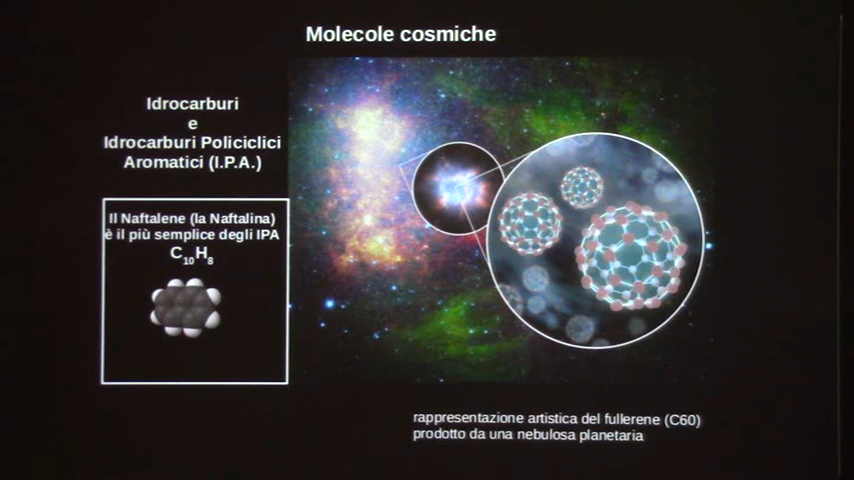 Molecole cosmiche
Idrocarburi
e
Idrocarburi Policiclici
Aromatici (I.P.A.)
Il Naftalene (la Naftalina)
è il più semplice degli IPA
C₁₀H₈
rappresentazione artistica del fullerene (C60)
prodotto da una nebulosa planetaria